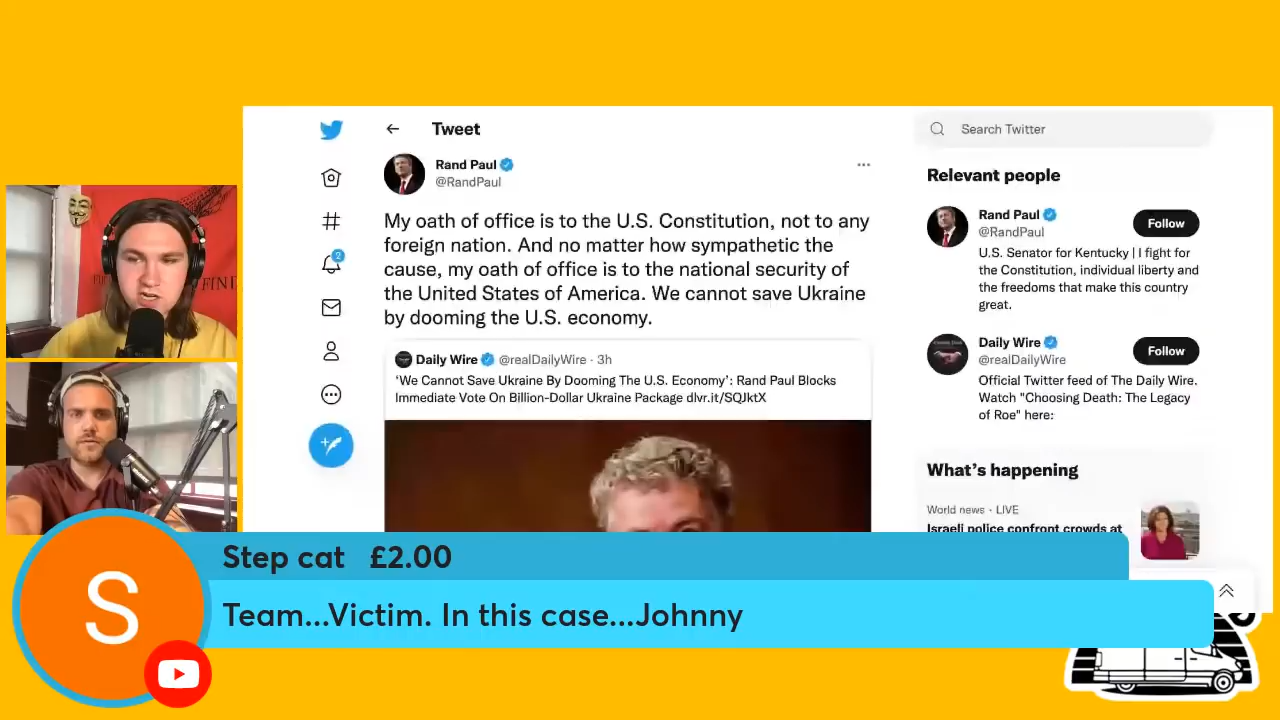 Tweet
Search Twitter
Rand Paul
@RandPaul
My oath of office is to the U.S. Constitution, not to any
foreign nation. And no matter how sympathetic the
cause, my oath of office is to the national security of
the United States of America. We cannot save Ukraine
by dooming the U.S. economy.
Daily Wire @realDailyWire · 3h
‘We Cannot Save Ukraine By Dooming The U.S. Economy’: Rand Paul Blocks
Immediate Vote On Billion-Dollar Ukraine Package dlvr.it/SQJktX
2
Relevant people
Rand Paul
@RandPaul
Follow
U.S. Senator for Kentucky | I fight for
the Constitution, individual liberty and
the freedoms that make this country
great.
Daily Wire
@realDailyWire
Follow
Official Twitter feed of The Daily Wire.
Watch "Choosing Death: The Legacy
of Roe" here:
What’s happening
World news · LIVE
Israeli police confront crowds at
FIND
S
Step cat £2.00
Team...Victim. In this case...Johnny